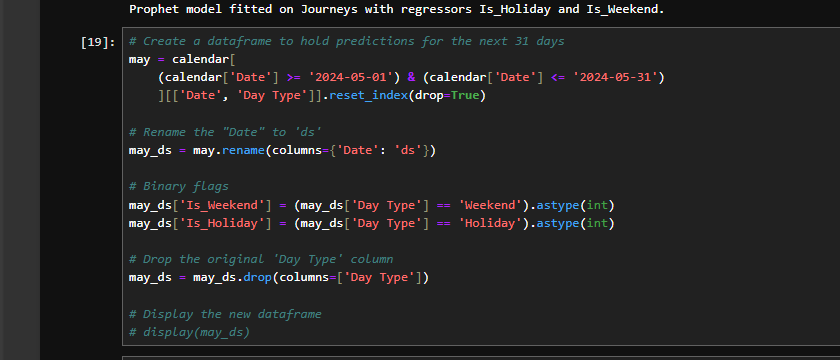 Prophet model fitted on Journeys with regressors Is_Holiday and Is_Weekend.
[19]: # Create a dataframe to hold predictions for the next 31 days
may = calendar[
    (calendar['Date'] >= '2024-05-01') & (calendar['Date'] <= '2024-05-31')
    ][['Date', 'Day Type']].reset_index(drop=True)
# Rename the "Date" to 'ds'
may_ds = may.rename(columns={'Date': 'ds'})
# Binary flags
may_ds['Is_Weekend'] = (may_ds['Day Type'] == 'Weekend').astype(int)
may_ds['Is_Holiday'] = (may_ds['Day Type'] == 'Holiday').astype(int)
# Drop the original 'Day Type' column
may_ds = may_ds.drop(columns=['Day Type'])
# Display the new dataframe
# display(may_ds)